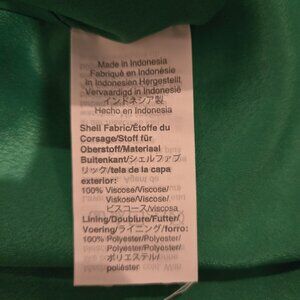 Made in Indonesia
Fabriqué en Indonésie
In Indonesien Hergestellt
Vervaardigd in Indonesië
インドネシア製
Hecho en Indonesia
Shell Fabric/Étoffe du
Corsage/Stoff für
Oberstoff/Materiaal
Buitenkant/シェルファブ
リック/tela de la capa
exterior:
100% Viscose/Viscose/
Viskose/Viscose/
ビスコース/viscosa
Lining/Doublure/Futter/
Voering/ライニング/forro:
100% Polyester/Polyester/
Polyester/Polyester/
ポリエステル/
poliéster